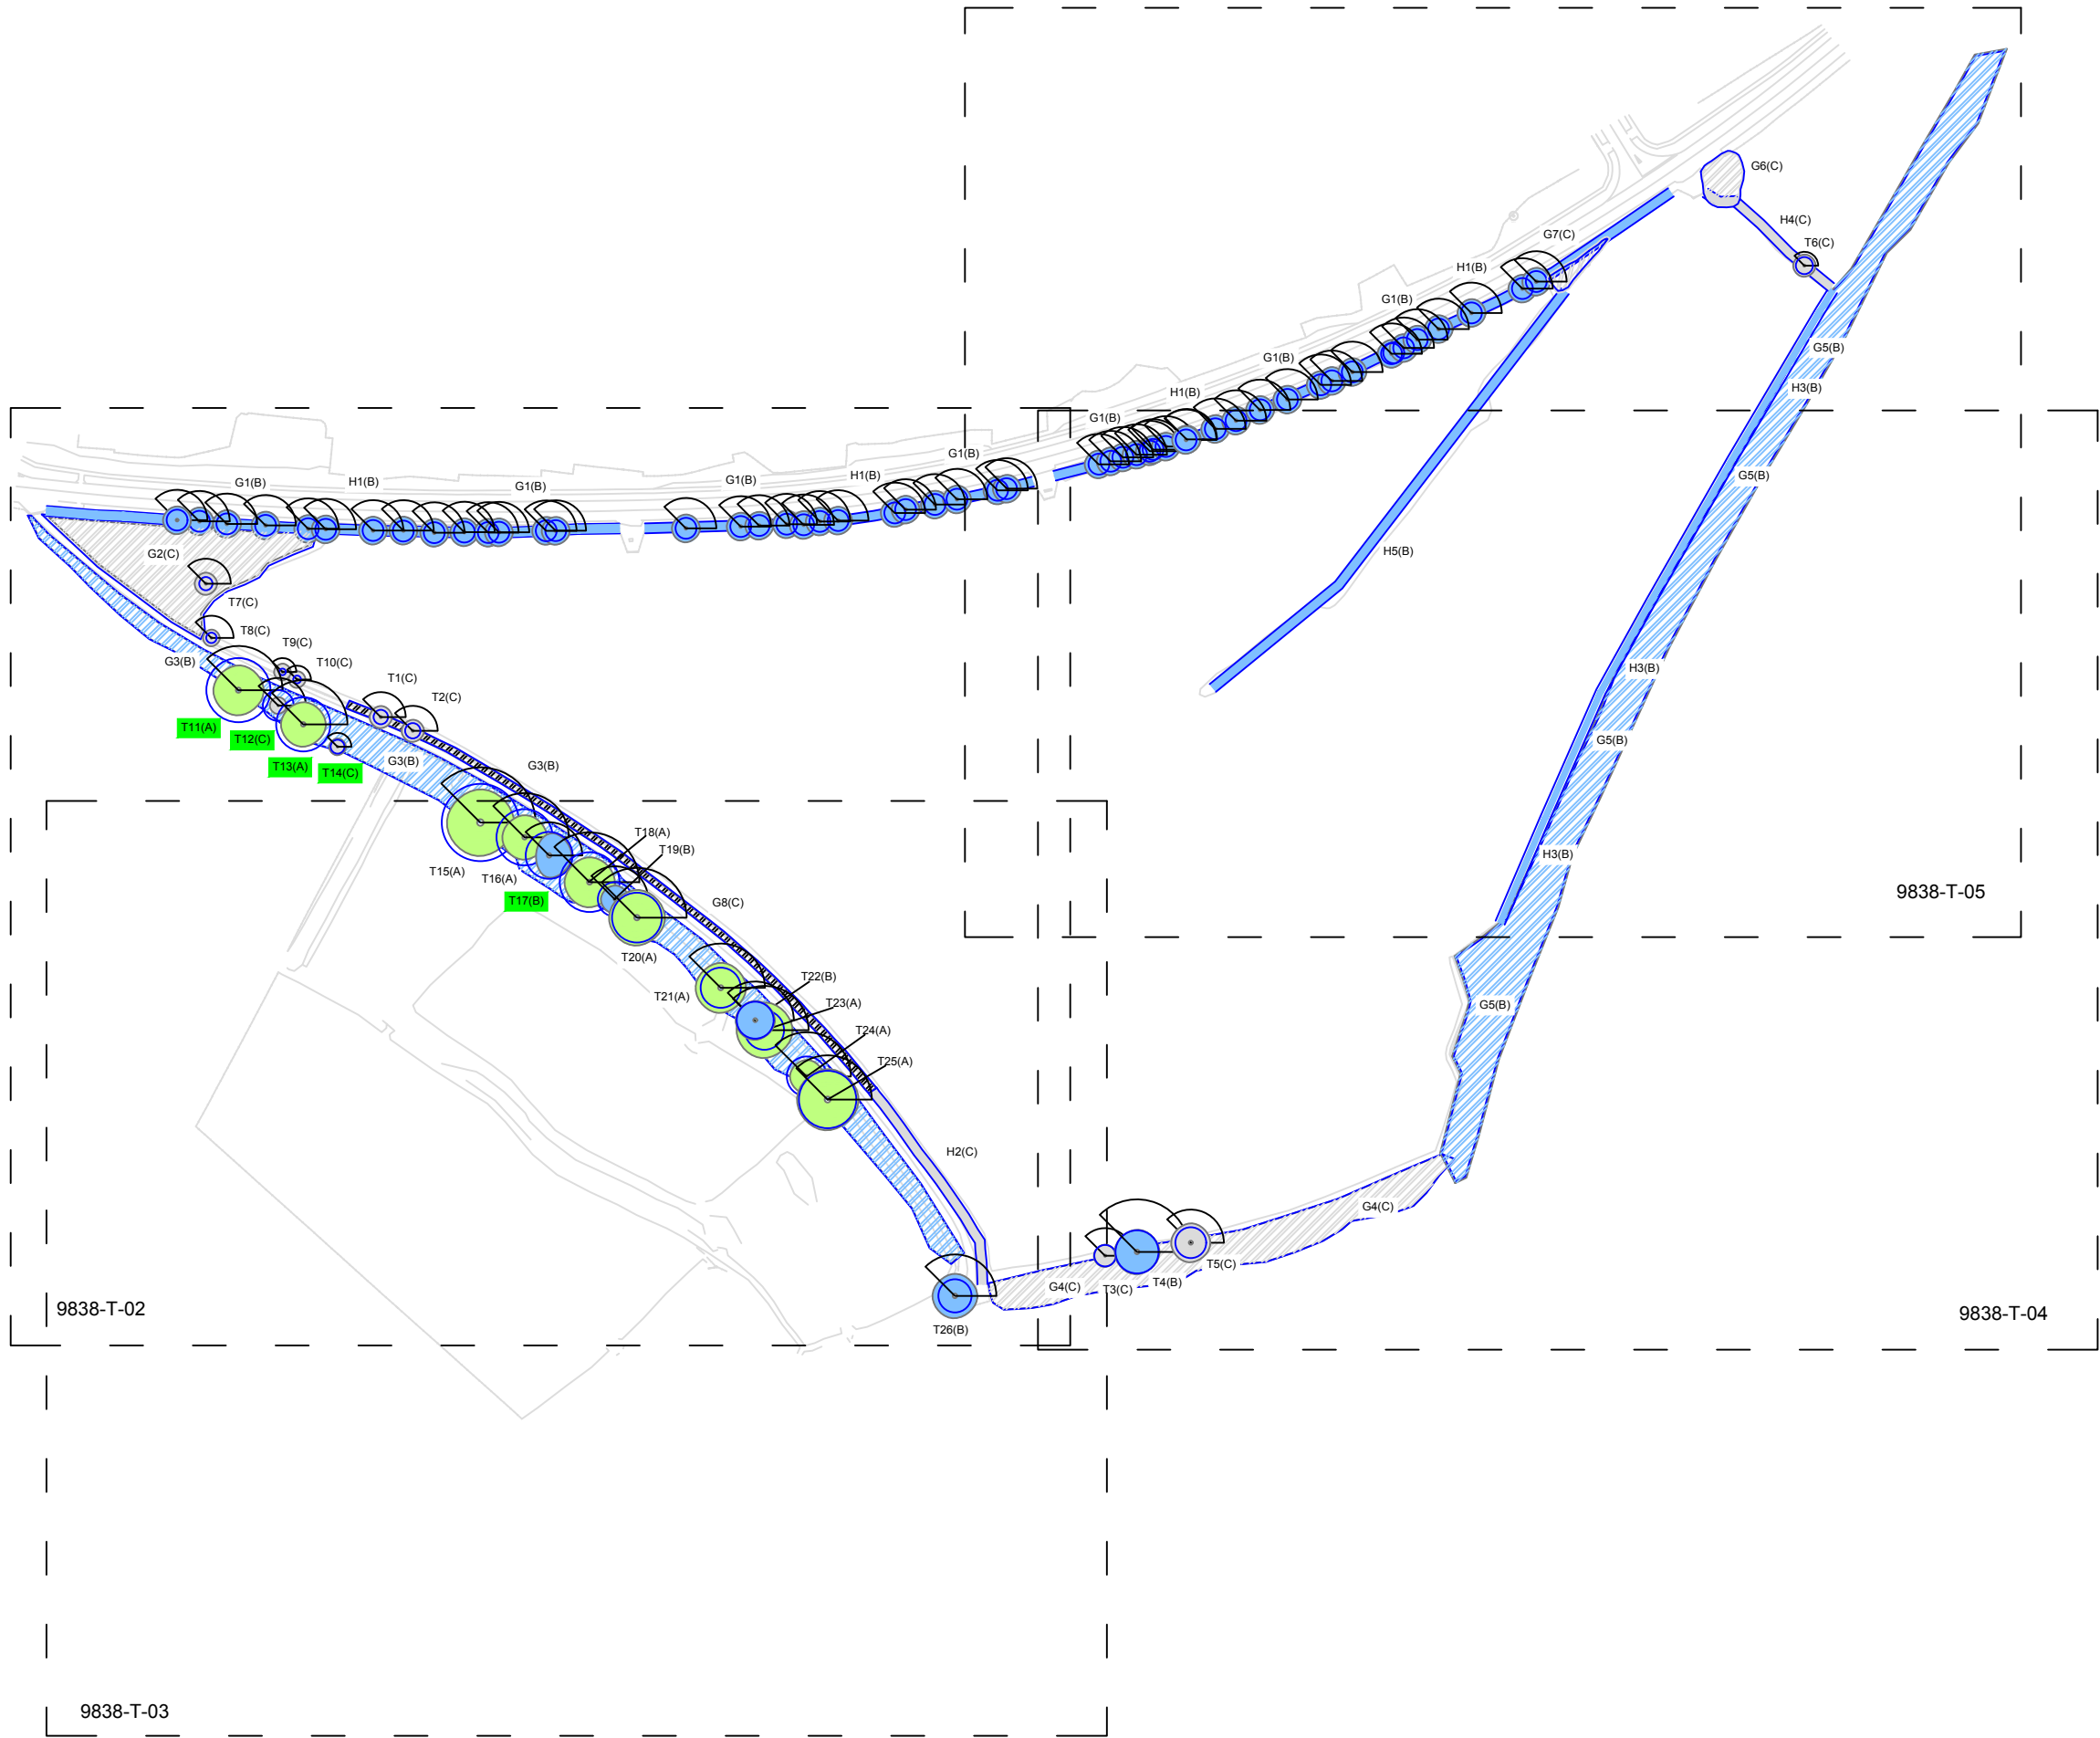 G6(C)
H4(C)
G7(C)
T6(C)
H1(B)
G1(B)
G5(B)
G1(B)
H3(B)
H1(B)
G1(B)
G1(B)
G5(B)
H1(B)
G1(B)
G1(B)
H1(B)
G1(B)
G2(C)
H5(B)
T7(C)
T8(C)
T9(C)
G3(B)
T10(C)
H3(B)
T1(C)
T2(C)
T11(A)
T12(C)
G5(B)
T13(A)
T14(C)
G3(B)
G3(B)
T18(A)
T19(B)
H3(B)
T15(A)
T16(A)
T17(B)
G8(C)
9838-T-05
T20(A)
T22(B)
T21(A)
T23(A)
G5(B)
T24(A)
T25(A)
H2(C)
G4(C)
T5(C)
T4(B)
G4(C)
T3(C)
9838-T-02
9838-T-04
T26(B)
9838-T-03